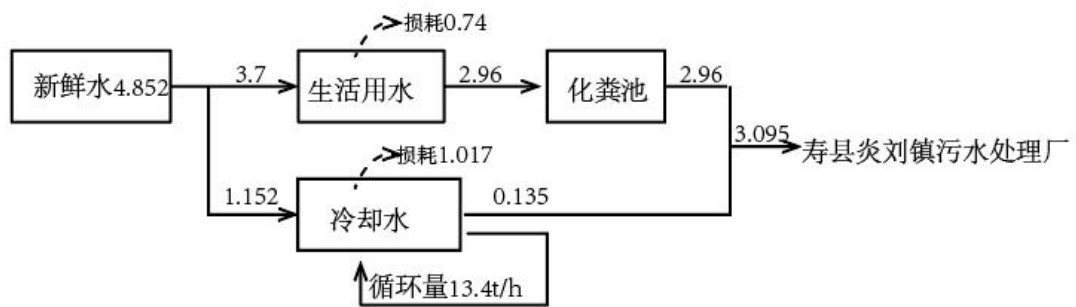 损耗0.74
新鲜水4.852
3.7
生活用水
2.96
化粪池
2.96
3.095
寿县炎刘镇污水处理厂
损耗1.017
1.152
冷却水
0.135
循环量13.4t/h